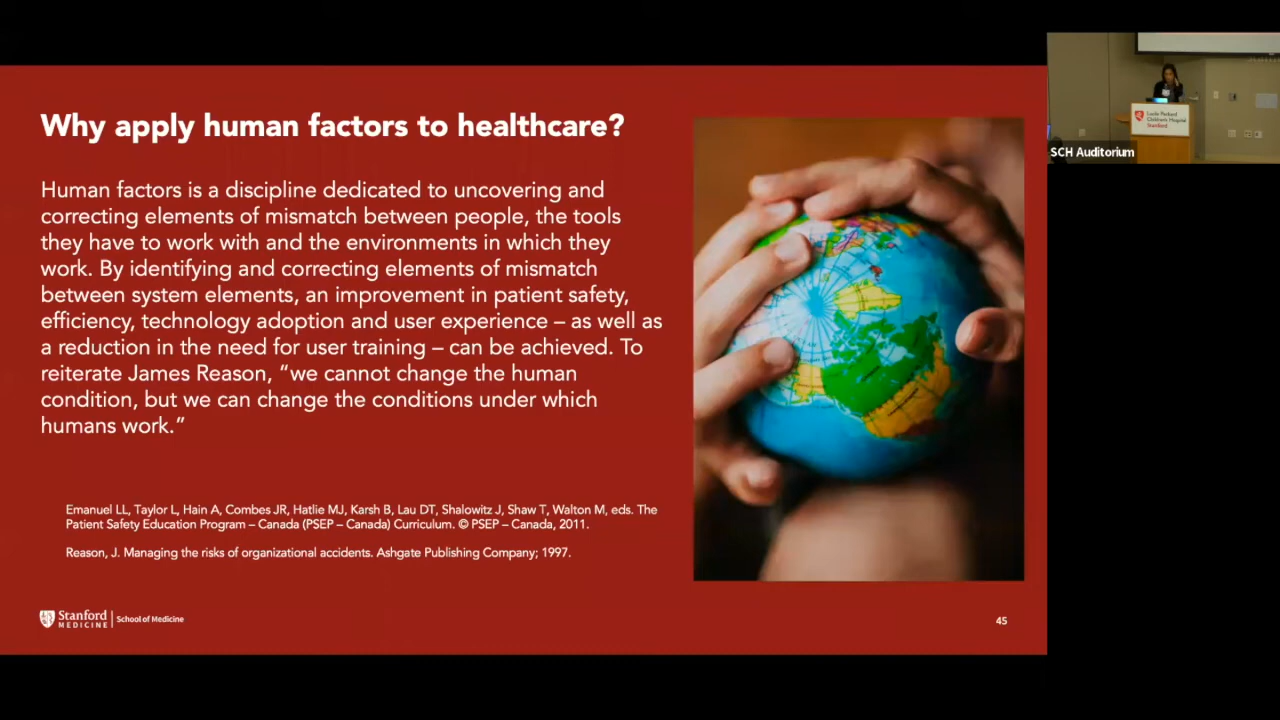 Why apply human factors to healthcare?
Human factors is a discipline dedicated to uncovering and
correcting elements of mismatch between people, the tools
they have to work with and the environments in which they
work. By identifying and correcting elements of mismatch
between system elements, an improvement in patient safety,
efficiency, technology adoption and user experience – as well as
a reduction in the need for user training – can be achieved. To
reiterate James Reason, “we cannot change the human
condition, but we can change the conditions under which
humans work.”
Emanuel LL, Taylor L, Hain A, Combes JR, Hatlie MJ, Karsh B, Lau DT, Shalowitz J, Shaw T, Walton M, eds. The
Patient Safety Education Program – Canada (PSEP – Canada) Curriculum. © PSEP – Canada, 2011.
Reason, J. Managing the risks of organizational accidents. Ashgate Publishing Company; 1997.
Stanford
MEDICINE
School of Medicine
45
Lucile Packard
Children's Hospital
Stanford
SCH Auditorium